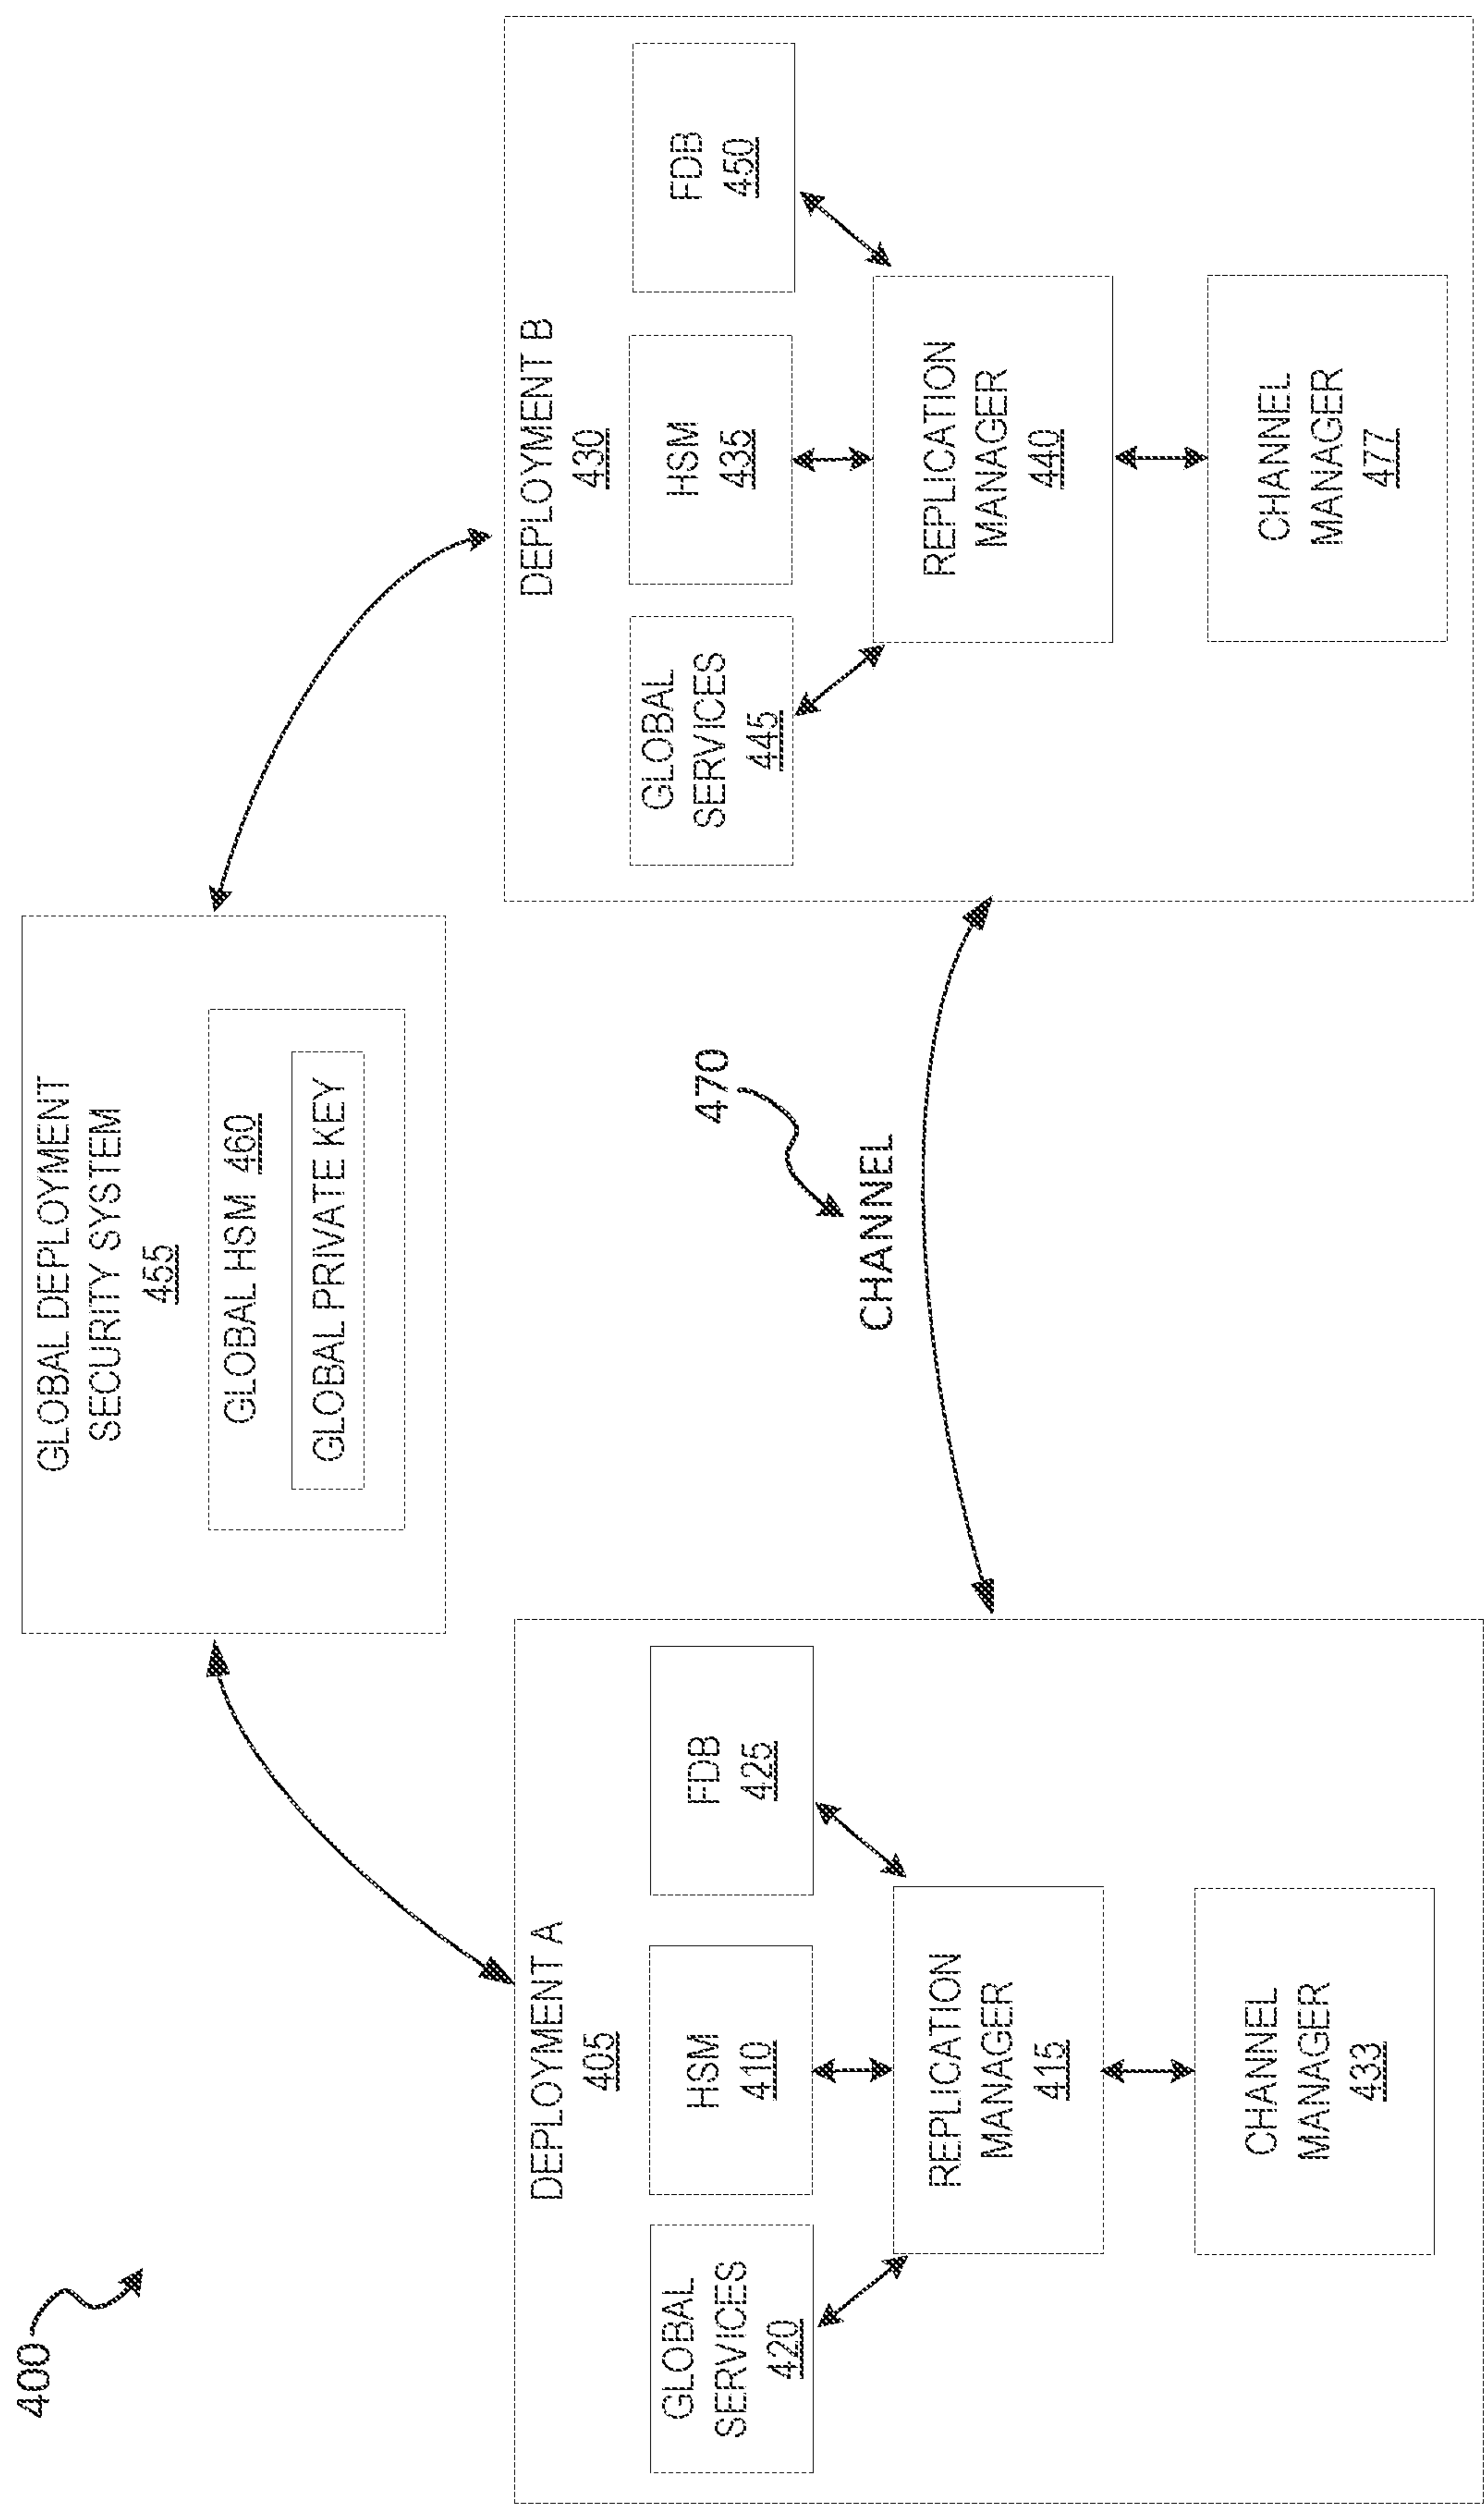 400
GLOBAL DEPLOYMENT
SECURITY SYSTEM
455
GLOBAL HSM 460
GLOBAL PRIVATE KEY
DEPLOYMENT A
405
GLOBAL
SERVICES
420
HSM
410
FDB
425
REPLICATION
MANAGER
415
CHANNEL
MANAGER
433
470
CHANNEL
DEPLOYMENT B
430
GLOBAL
SERVICES
445
HSM
435
FDB
450
REPLICATION
MANAGER
440
CHANNEL
MANAGER
477